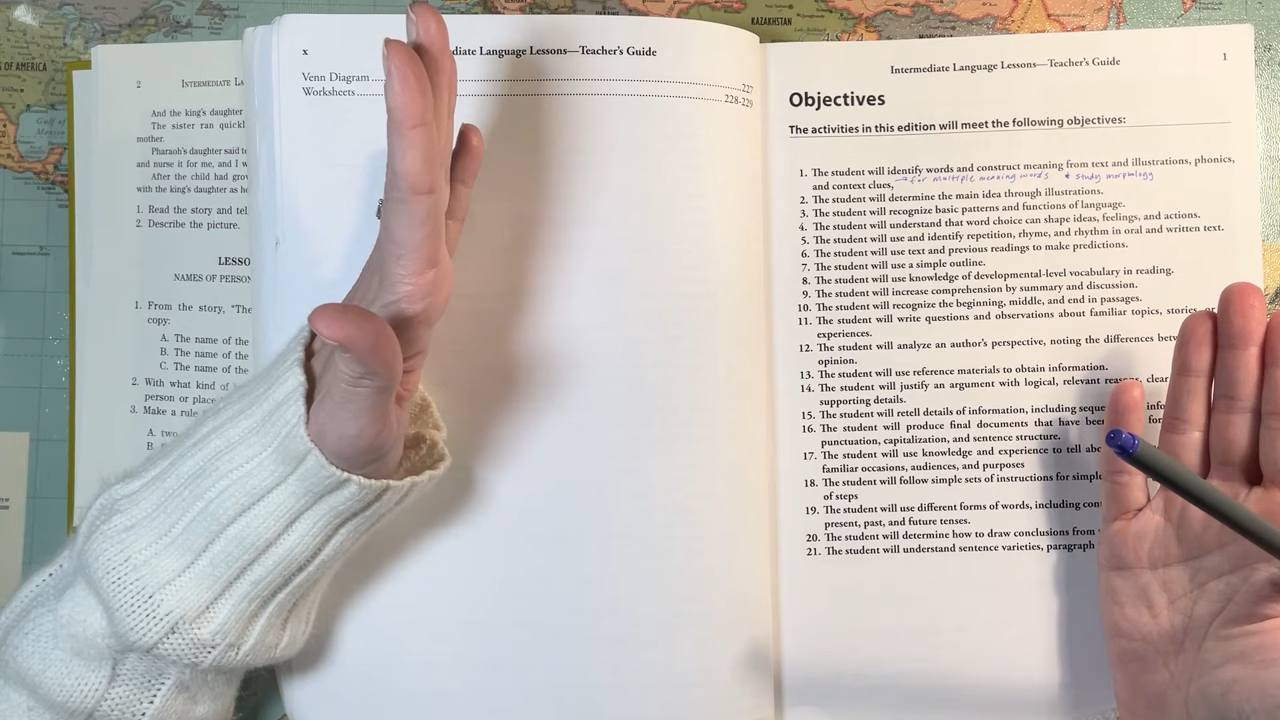 OF AMERICA
Gulf of
KAZAKHSTAN
ASIA
2 INTERMEDIATE LA
And the king's daughter
The sister ran quickl
mother.
Pharaoh's daughter said to
and nurse it for me, and I w
After the child had grov
with the king's daughter as he
1. Read the story and tel
2. Describe the picture.
LESSO
NAMES OF PERSON
1. From the story, "The
copy:
A. The name of the
B. The name of the
C. The name of the
2. With what kind of
person or place
3. Make a rule
A. two
B.
x diate Language Lessons—Teacher's Guide
Venn Diagram 227
Worksheets 228-229
Intermediate Language Lessons—Teacher's Guide 1
Objectives
The activities in this edition will meet the following objectives:
1. The student will identify words and construct meaning from text and illustrations, phonics,
and context clues, → for multiple meaning words * study morphology
2. The student will determine the main idea through illustrations.
3. The student will recognize basic patterns and functions of language.
4. The student will understand that word choice can shape ideas, feelings, and actions.
5. The student will use and identify repetition, rhyme, and rhythm in oral and written text.
6. The student will use text and previous readings to make predictions.
7. The student will use a simple outline.
8. The student will use knowledge of developmental-level vocabulary in reading.
9. The student will increase comprehension by summary and discussion.
10. The student will recognize the beginning, middle, and end in passages.
11. The student will write questions and observations about familiar topics, stories, or
experiences.
12. The student will analyze an author's perspective, noting the differences betw
opinion.
13. The student will use reference materials to obtain information.
14. The student will justify an argument with logical, relevant reasons, clear
supporting details.
15. The student will retell details of information, including seque info
16. The student will produce final documents that have been for
punctuation, capitalization, and sentence structure.
17. The student will use knowledge and experience to tell abo
familiar occasions, audiences, and purposes
18. The student will follow simple sets of instructions for simple
of steps
19. The student will use different forms of words, including con
present, past, and future tenses.
20. The student will determine how to draw conclusions from
21. The student will understand sentence varieties, paragraph